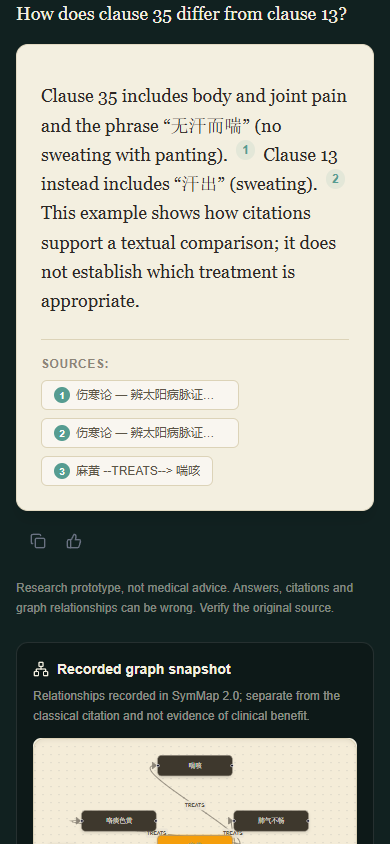 How does clause 35 differ from clause 13?
Clause 35 includes body and joint pain
and the phrase “无汗而喘” (no
sweating with panting). 1 Clause 13
instead includes “汗出” (sweating). 2
This example shows how citations
support a textual comparison; it does
not establish which treatment is
appropriate.
SOURCES:
1 伤寒论 — 辨太阳病脉证…
2 伤寒论 — 辨太阳病脉证…
3 麻黄 --TREATS--> 喘咳
Research prototype, not medical advice. Answers, citations and
graph relationships can be wrong. Verify the original source.
Recorded graph snapshot
Relationships recorded in SymMap 2.0; separate from the
classical citation and not evidence of clinical benefit.
喘咳
TREATS
咯痰色黄
肺气不畅
TREATS
TREATS